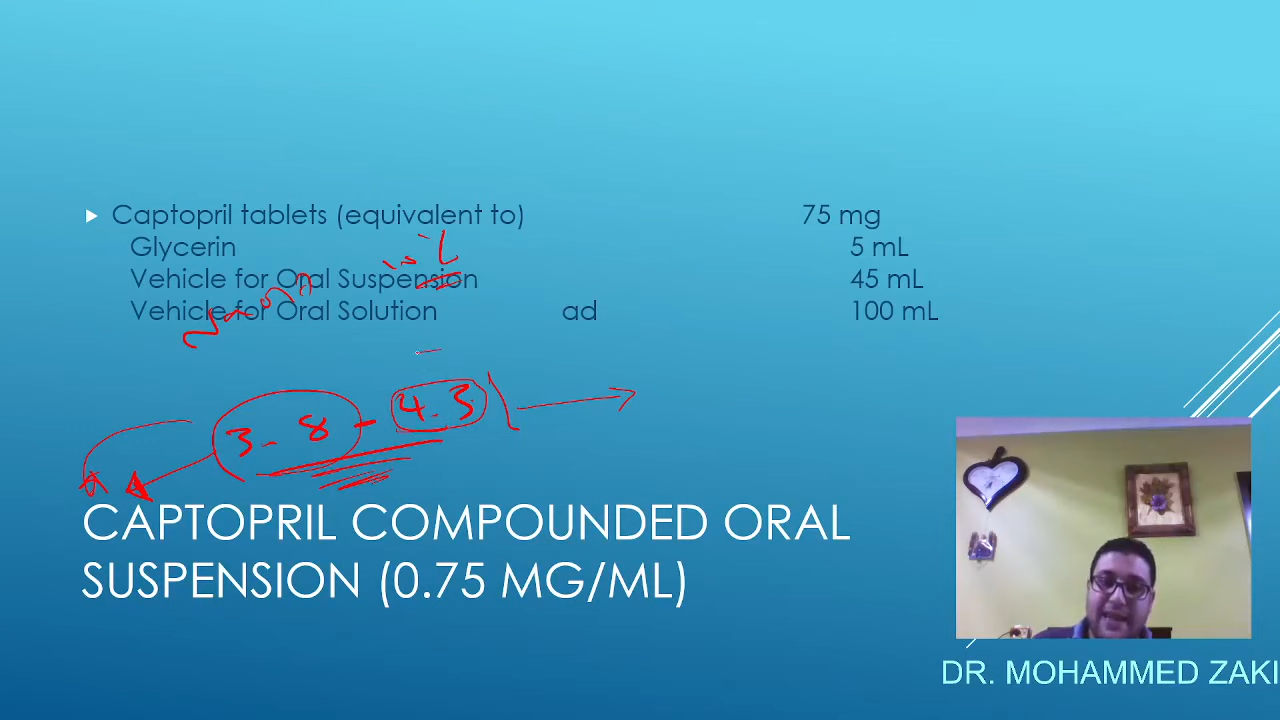 Captopril tablets (equivalent to) 75 mg
Glycerin 5 mL
Vehicle for Oral Suspension 45 mL
Vehicle for Oral Solution ad 100 mL
3.8 - 4.3
CAPTOPRIL COMPOUNDED ORAL
SUSPENSION (0.75 MG/ML)
DR. MOHAMMED ZAKI